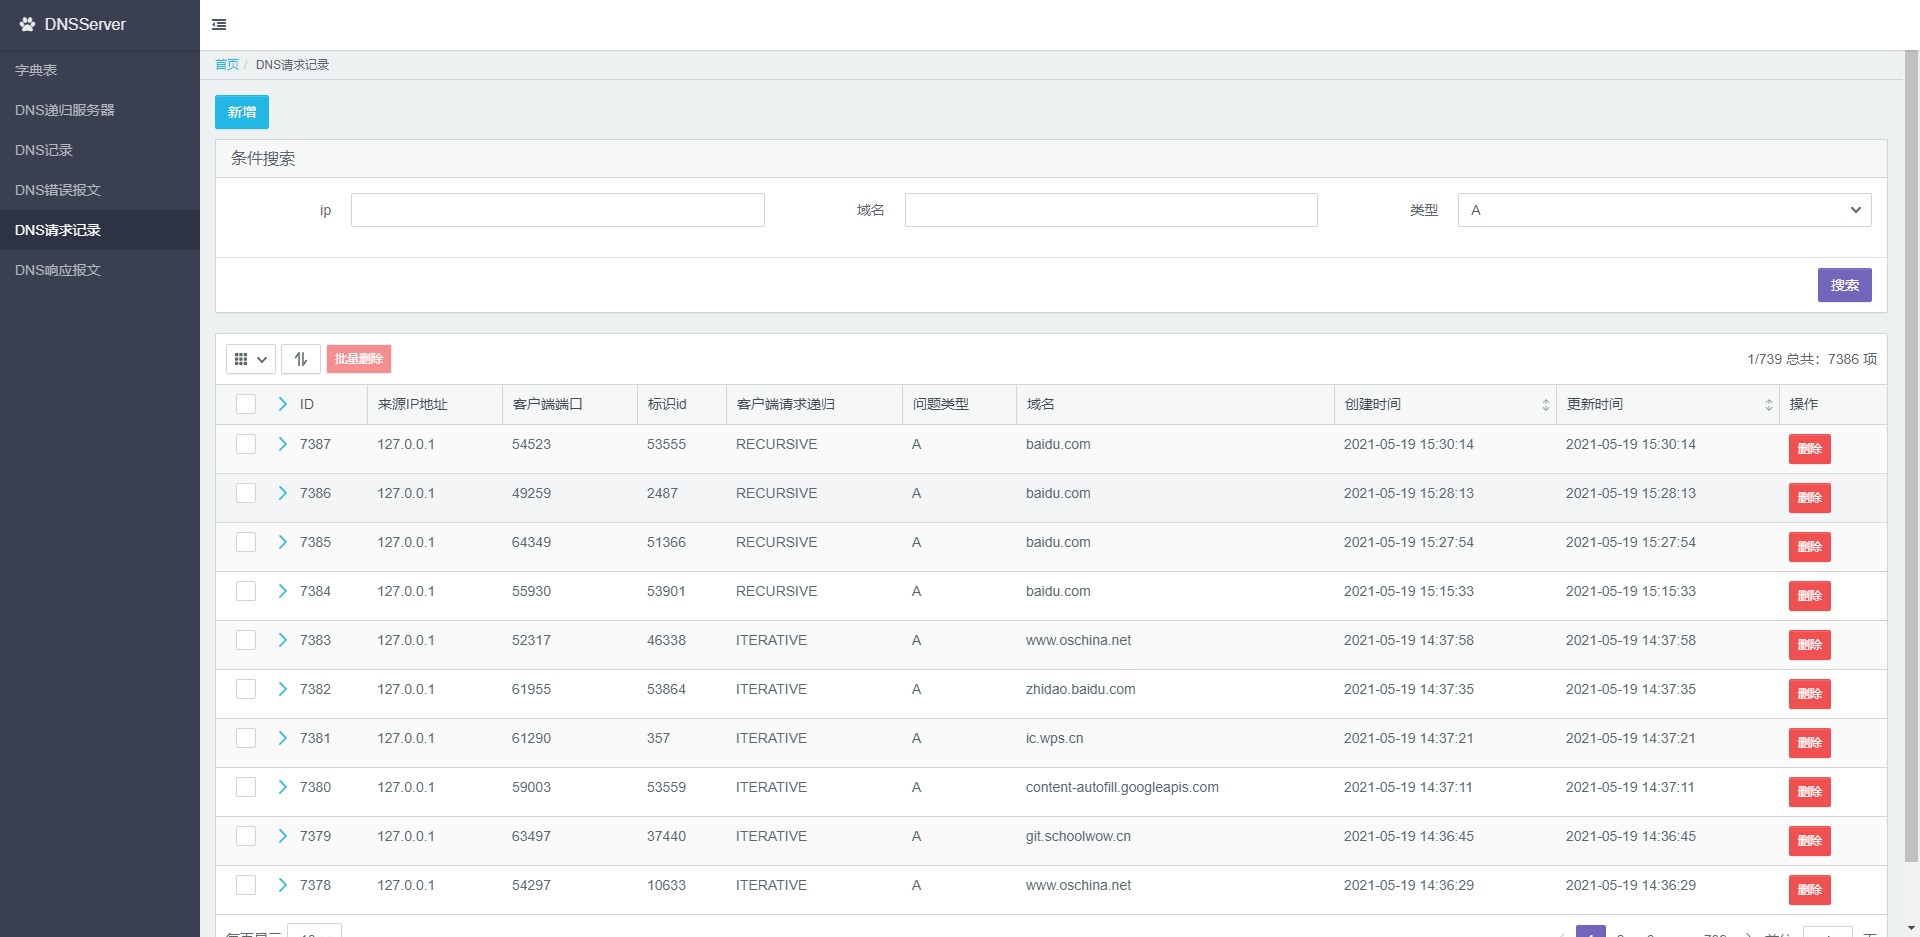 DNSServer
字典表
DNS递归服务器
DNS记录
DNS错误报文
DNS请求记录
DNS响应报文
首页 / DNS请求记录
新增
条件搜索
ip 域名 类型 A
搜索
批量删除 1/739 总共：7386 项
ID 来源IP地址 客户端端口 标识id 客户端请求递归 问题类型 域名 创建时间 更新时间 操作
7387 127.0.0.1 54523 53555 RECURSIVE A baidu.com 2021-05-19 15:30:14 2021-05-19 15:30:14 删除
7386 127.0.0.1 49259 2487 RECURSIVE A baidu.com 2021-05-19 15:28:13 2021-05-19 15:28:13 删除
7385 127.0.0.1 64349 51366 RECURSIVE A baidu.com 2021-05-19 15:27:54 2021-05-19 15:27:54 删除
7384 127.0.0.1 55930 53901 RECURSIVE A baidu.com 2021-05-19 15:15:33 2021-05-19 15:15:33 删除
7383 127.0.0.1 52317 46338 ITERATIVE A www.oschina.net 2021-05-19 14:37:58 2021-05-19 14:37:58 删除
7382 127.0.0.1 61955 53864 ITERATIVE A zhidao.baidu.com 2021-05-19 14:37:35 2021-05-19 14:37:35 删除
7381 127.0.0.1 61290 357 ITERATIVE A ic.wps.cn 2021-05-19 14:37:21 2021-05-19 14:37:21 删除
7380 127.0.0.1 59003 53559 ITERATIVE A content-autofill.googleapis.com 2021-05-19 14:37:11 2021-05-19 14:37:11 删除
7379 127.0.0.1 63497 37440 ITERATIVE A git.schoolwow.cn 2021-05-19 14:36:45 2021-05-19 14:36:45 删除
7378 127.0.0.1 54297 10633 ITERATIVE A www.oschina.net 2021-05-19 14:36:29 2021-05-19 14:36:29 删除